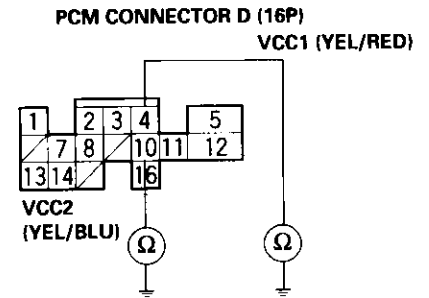 PCM CONNECTOR D (16P)
VCC1 (YEL/RED)
1 2 3 4 5
7 8 10 11 12
13 14 16
VCC2
(YEL/BLU)
Ω Ω